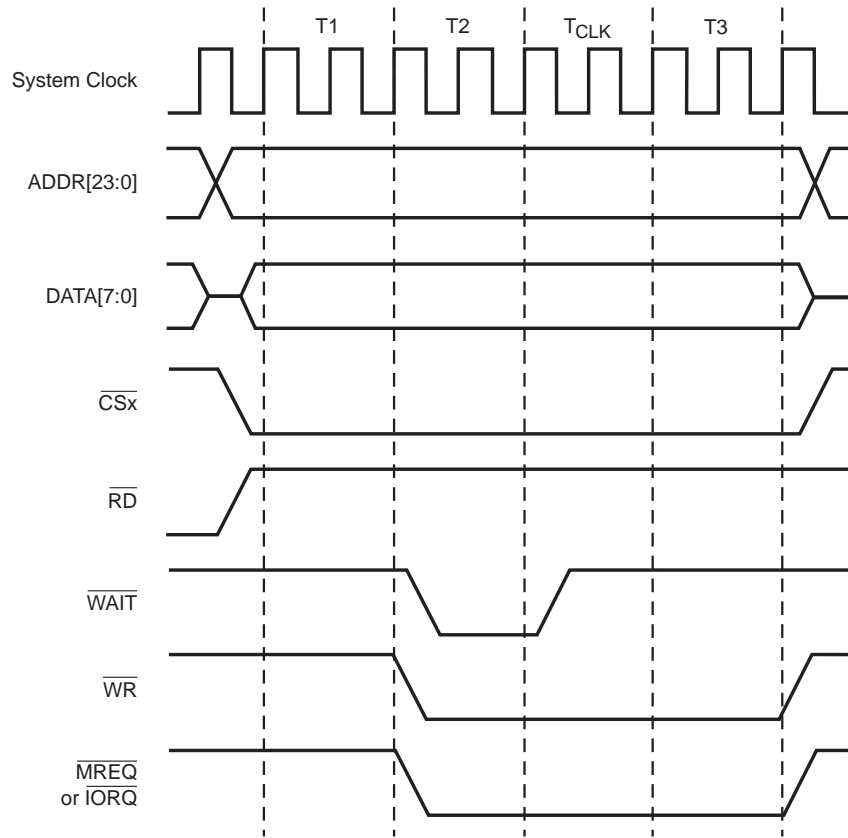 T1 T2 TCLK T3
System Clock
ADDR[23:0]
DATA[7:0]
CSx
RD
WAIT
WR
MREQ
or IORQ